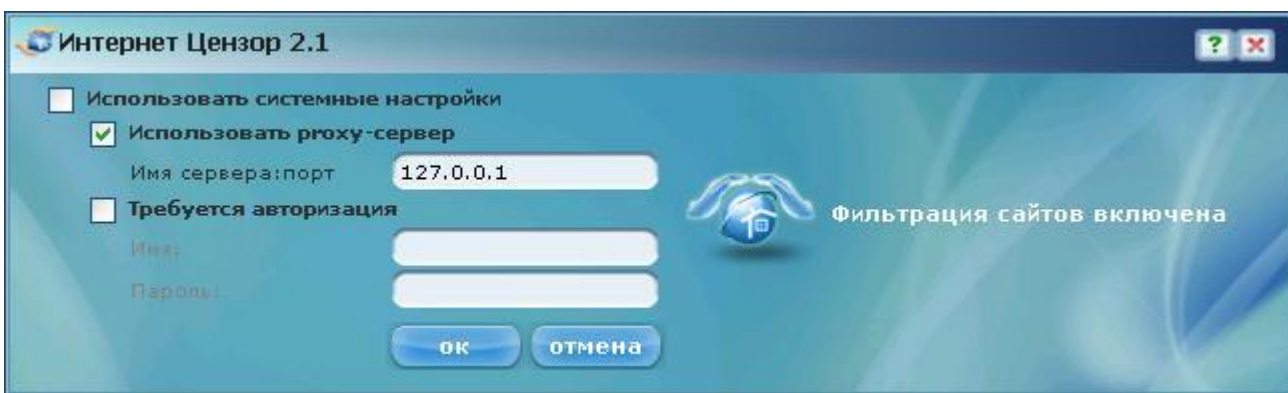 Интернет Цензор 2.1
Использовать системные настройки
Использовать proxy-сервер
Имя сервера:порт 127.0.0.1
Требуется авторизация
Имя:
Пароль:
Фильтрация сайтов включена
ок отмена